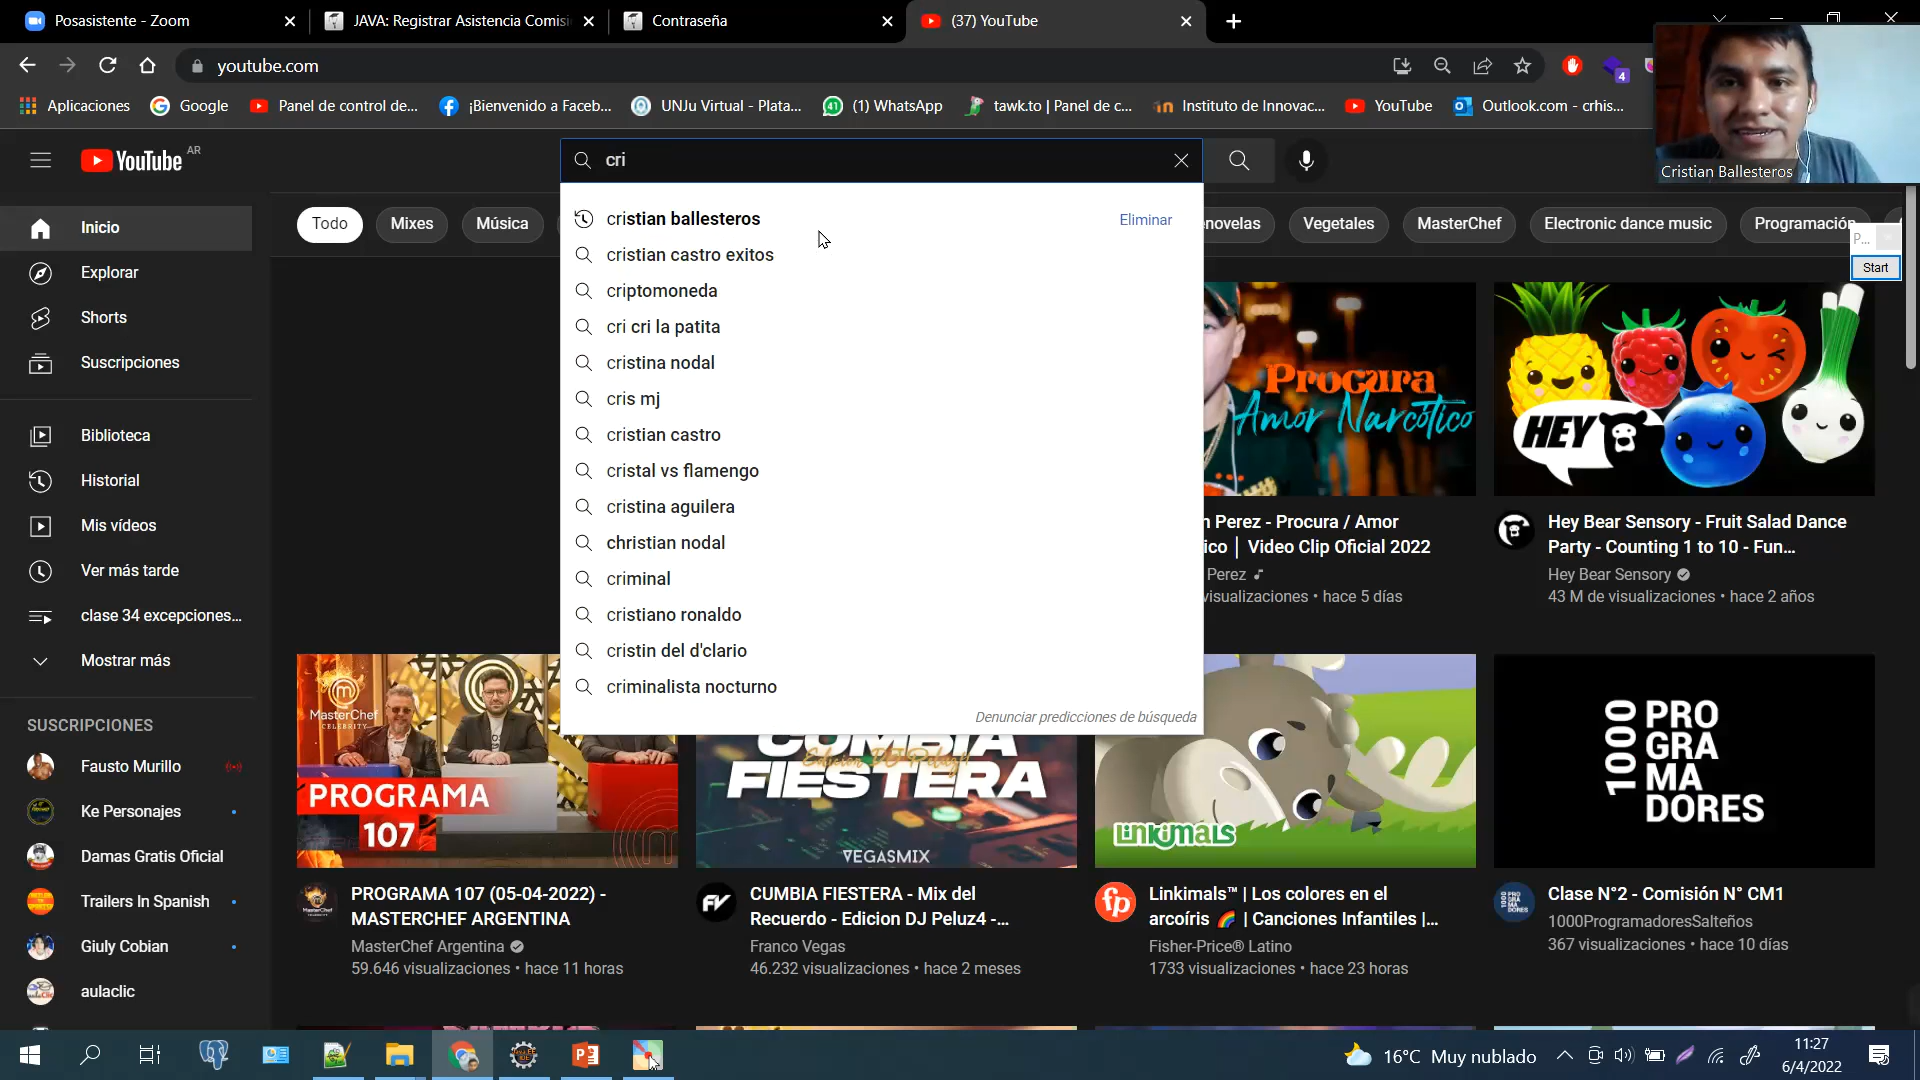 Posasistente - Zoom
JAVA: Registrar Asistencia Comisi
Contraseña
(37) YouTube
youtube.com
4
Aplicaciones
Google
Panel de control de...
¡Bienvenido a Faceb...
UNJu Virtual - Plata...
41
(1) WhatsApp
tawk.to | Panel de c...
Instituto de Innovac...
YouTube
Outlook.com - crhis...
Cristian Ballesteros
YouTube AR
cri
Inicio
Explorar
Shorts
Suscripciones
Biblioteca
Historial
Mis vídeos
Ver más tarde
clase 34 excepciones...
Mostrar más
SUSCRIPCIONES
Fausto Murillo
Ke Personajes
Damas Gratis Oficial
Trailers In Spanish
Giuly Cobian
aulaclic
Todo
Mixes
Música
enovelas
Vegetales
MasterChef
Electronic dance music
Programación
P...
Start
cristian ballesteros
Eliminar
cristian castro exitos
criptomoneda
cri cri la patita
cristina nodal
cris mj
cristian castro
cristal vs flamengo
cristina aguilera
christian nodal
criminal
cristiano ronaldo
cristin del d'clario
criminalista nocturno
Denunciar predicciones de búsqueda
Procura
Amor Narcótico
n Perez - Procura / Amor
ico | Video Clip Oficial 2022
Perez
visualizaciones • hace 5 días
HEY
Hey Bear Sensory - Fruit Salad Dance
Party - Counting 1 to 10 - Fun...
Hey Bear Sensory
43 M de visualizaciones • hace 2 años
MasterChef
CELEBRITY
PROGRAMA
107
PROGRAMA 107 (05-04-2022) -
MASTERCHEF ARGENTINA
MasterChef Argentina
59.646 visualizaciones • hace 11 horas
CUMBIA
FIESTERA
VEGASMIX
FV
CUMBIA FIESTERA - Mix del
Recuerdo - Edicion DJ Peluz4 -...
Franco Vegas
46.232 visualizaciones • hace 2 meses
LINKIMALS
fp
Linkimals™ | Los colores en el
arcoíris 🌈 | Canciones Infantiles |...
Fisher-Price® Latino
1733 visualizaciones • hace 23 horas
1000
PRO
GRA
MA
DORES
Clase N°2 - Comisión N° CM1
1000ProgramadoresSalteños
367 visualizaciones • hace 10 días
16°C Muy nublado
11:27
6/4/2022